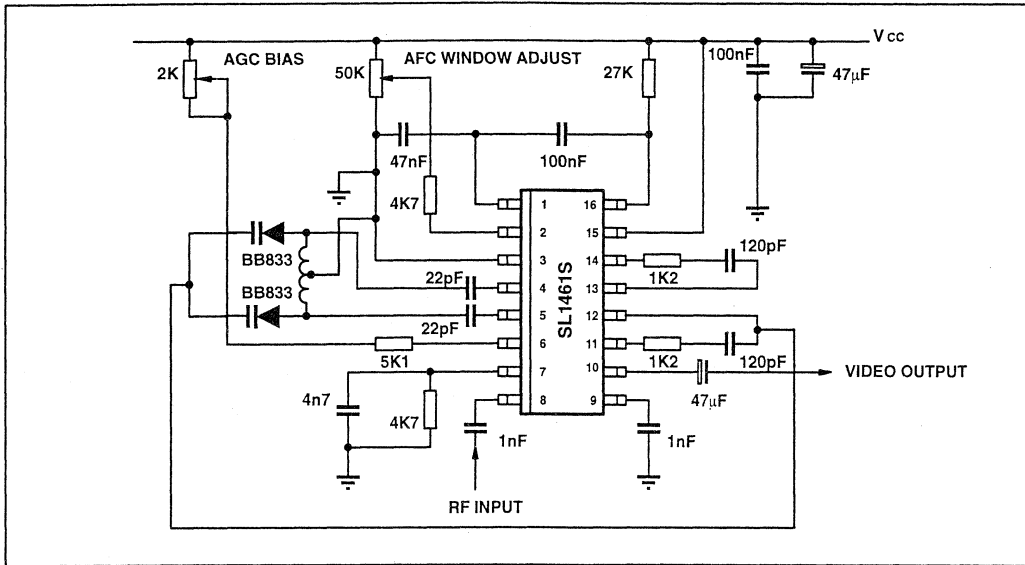 V CC
AGC BIAS
AFC WINDOW ADJUST
100nF
2K
50K
27K
47µF
47nF
100nF
4K7
1
16
2
15
120pF
BB833
3
14
1K2
22pF
4
13
BB833
SL1461S
5
12
22pF
6
11
5K1
1K2
120pF
7
10
VIDEO OUTPUT
4n7
4K7
8
9
47µF
1nF
1nF
RF INPUT